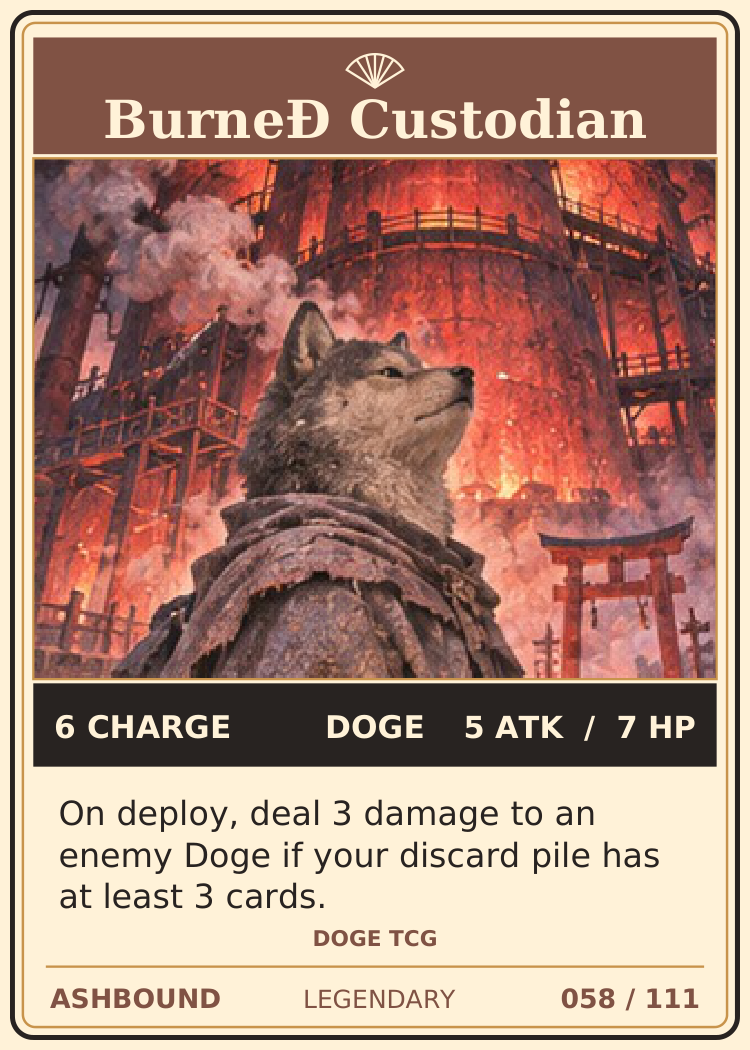 BurneĐ Custodian
6 CHARGE DOGE 5 ATK / 7 HP
On deploy, deal 3 damage to an
enemy Doge if your discard pile has
at least 3 cards.
DOGE TCG
ASHBOUND LEGENDARY 058 / 111